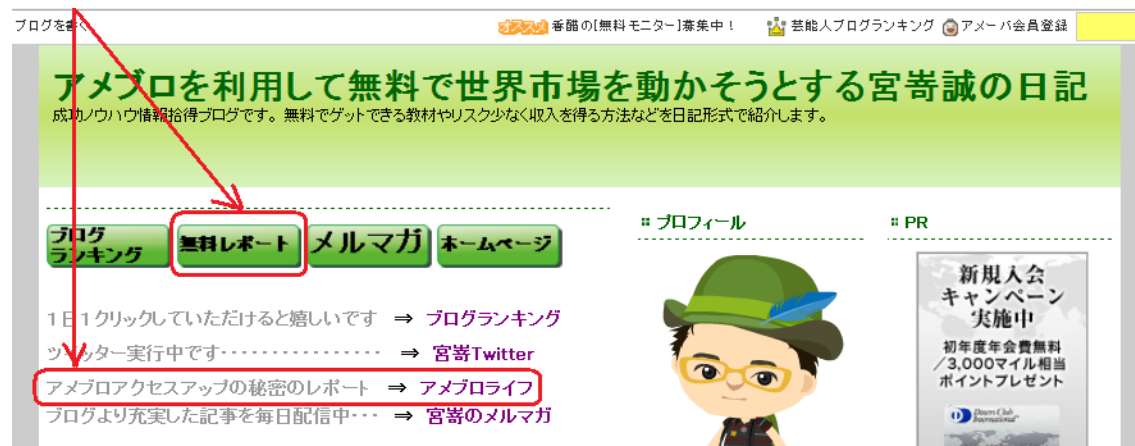 ブログを書く
オススメ 香醋の[無料モニター]募集中！
芸能人ブログランキング
アメーバ会員登録
アメブロを利用して無料で世界市場を動かそうとする宮嵜誠の日記
成功ノウハウ情報拾得ブログです。無料でゲットできる教材やリスク少なく収入を得る方法などを日記形式で紹介します。
ブログ
ランキング
無料レポート
メルマガ
ホームページ
1日1クリックしていただけると嬉しいです ⇒ ブログランキング
ツイッター実行中です・・・・・・・・・・・・・・・・ ⇒ 宮嵜Twitter
アメブロアクセスアップの秘密のレポート ⇒ アメブロライフ
ブログより充実した記事を毎日配信中・・・ ⇒ 宮嵜のメルマガ
プロフィール
PR
新規入会
キャンペーン
実施中
初年度年会費無料
／3,000マイル相当
ポイントプレゼント
Diners Club
International